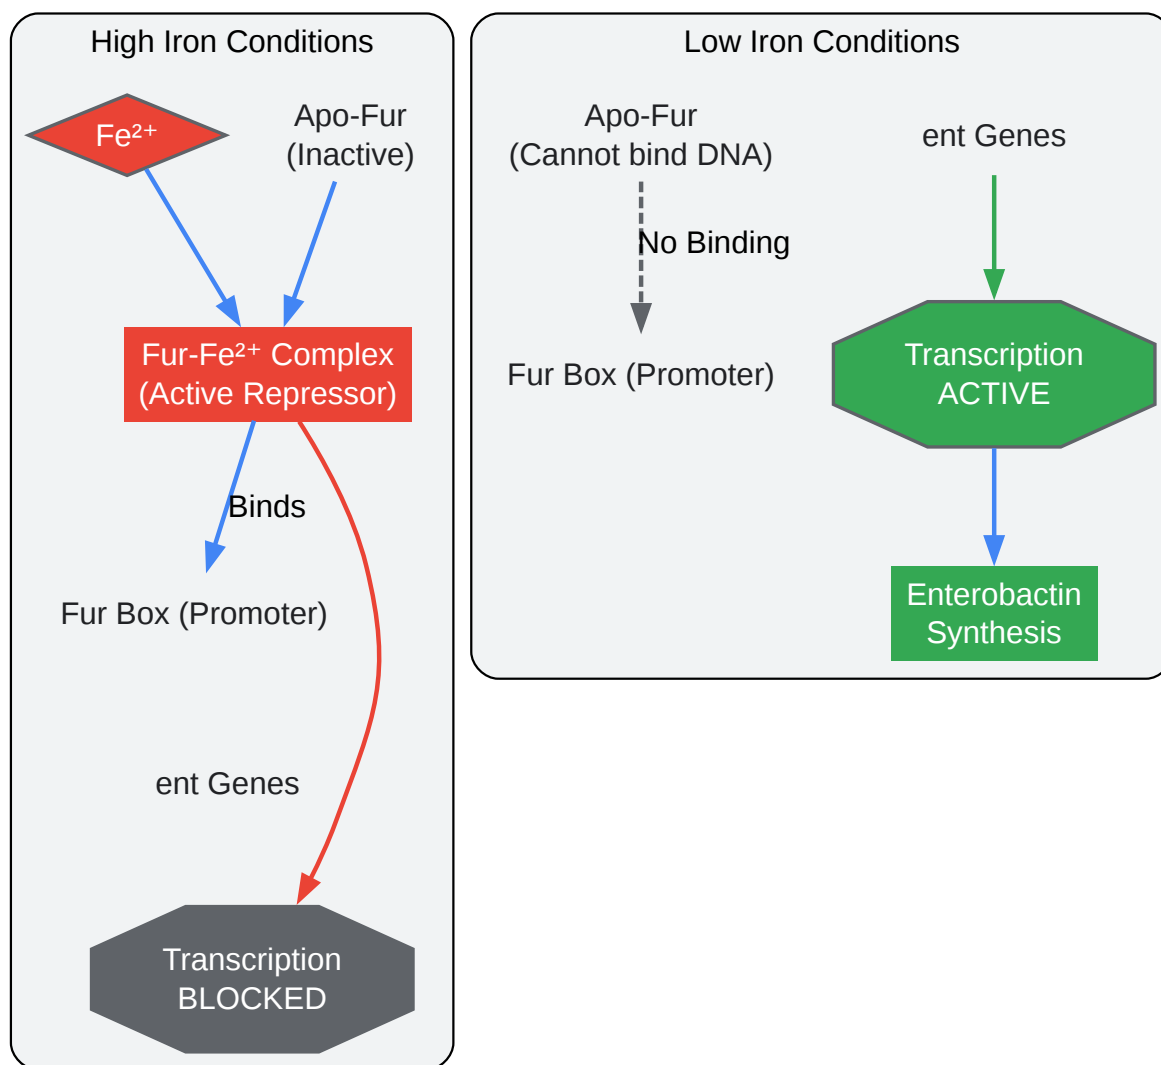 High Iron Conditions
Fe²⁺
Apo-Fur
(Inactive)
Fur-Fe²⁺ Complex
(Active Repressor)
Binds
Fur Box (Promoter)
ent Genes
Transcription
BLOCKED
Low Iron Conditions
Apo-Fur
(Cannot bind DNA)
No Binding
Fur Box (Promoter)
ent Genes
Transcription
ACTIVE
Enterobactin
Synthesis